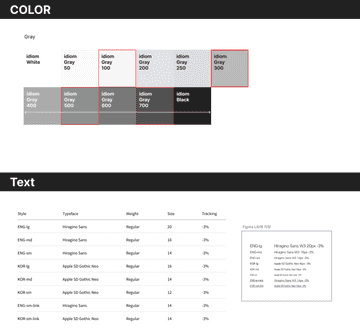 COLOR
Gray
idiom White
idiom Gray 50
idiom Gray 100
idiom Gray 200
idiom Gray 250
idiom Gray 300
idiom Gray 400
idiom Gray 500
idiom Gray 600
idiom Gray 700
idiom Black
Text
Style Typeface Weight Size Tracking
ENG-lg Hiragino Sans Regular 20 -3%
ENG-md Hiragino Sans Regular 16 -3%
ENG-sm Hiragino Sans Regular 14 -3%
KOR-lg Apple SD Gothic Neo Regular 16 -3%
KOR-md Apple SD Gothic Neo Regular 14 -3%
KOR-sm Apple SD Gothic Neo Regular 12 -3%
ENG-sm-link Hiragino Sans Regular 14 -3%
KOR-sm-link Apple SD Gothic Neo Regular 14 -3%
ENG-lg Hiragino Sans W3 20px -3%